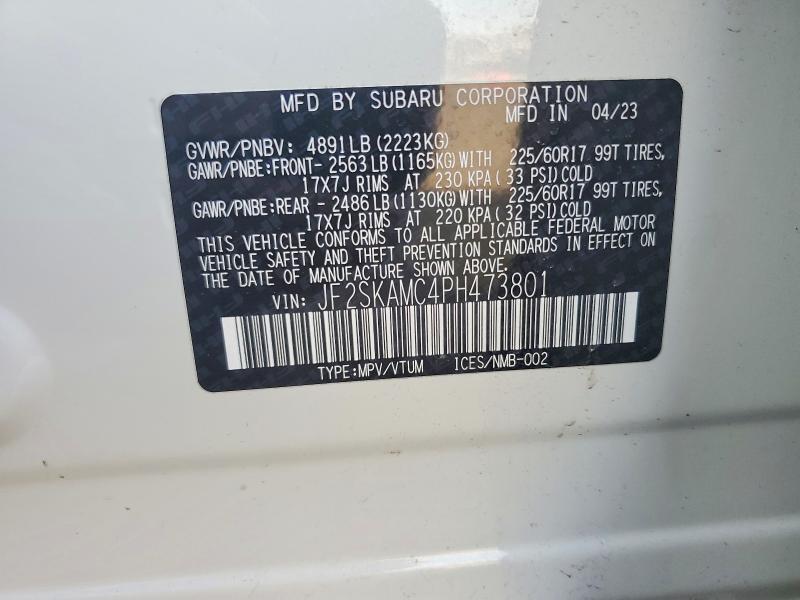 MFD BY SUBARU CORPORATION
MFD IN 04/23
GVWR/PNBV: 4891LB(2223KG)
GAWR/PNBE:FRONT- 2563LB(1165KG)WITH 225/60R17 99T TIRES,
17X7J RIMS AT 230 KPA(33 PSI)COLD
GAWR/PNBE:REAR - 2486LB(1130KG)WITH 225/60R17 99T TIRES,
17X7J RIMS AT 220 KPA(32 PSI)COLD
THIS VEHICLE CONFORMS TO ALL APPLICABLE FEDERAL MOTOR
VEHICLE SAFETY AND THEFT PREVENTION STANDARDS IN EFFECT ON
THE DATE OF MANUFACTURE SHOWN ABOVE.
VIN: JF2SKAMC4PH473801
TYPE:MPV/VTUM ICES/NMB-002